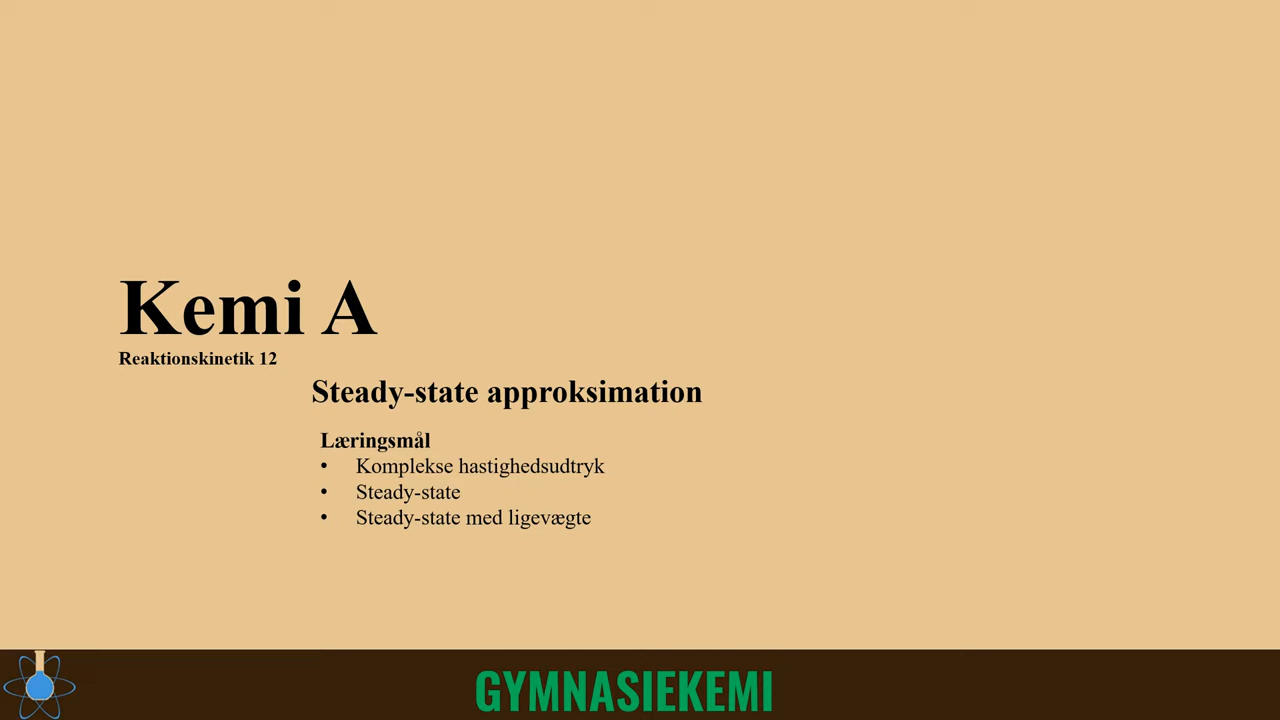 Kemi A
Reaktionskinetik 12
Steady-state approksimation
Læringsmål
• Komplekse hastighedsudtryk
• Steady-state
• Steady-state med ligevægte
GYMNASIEKEMI